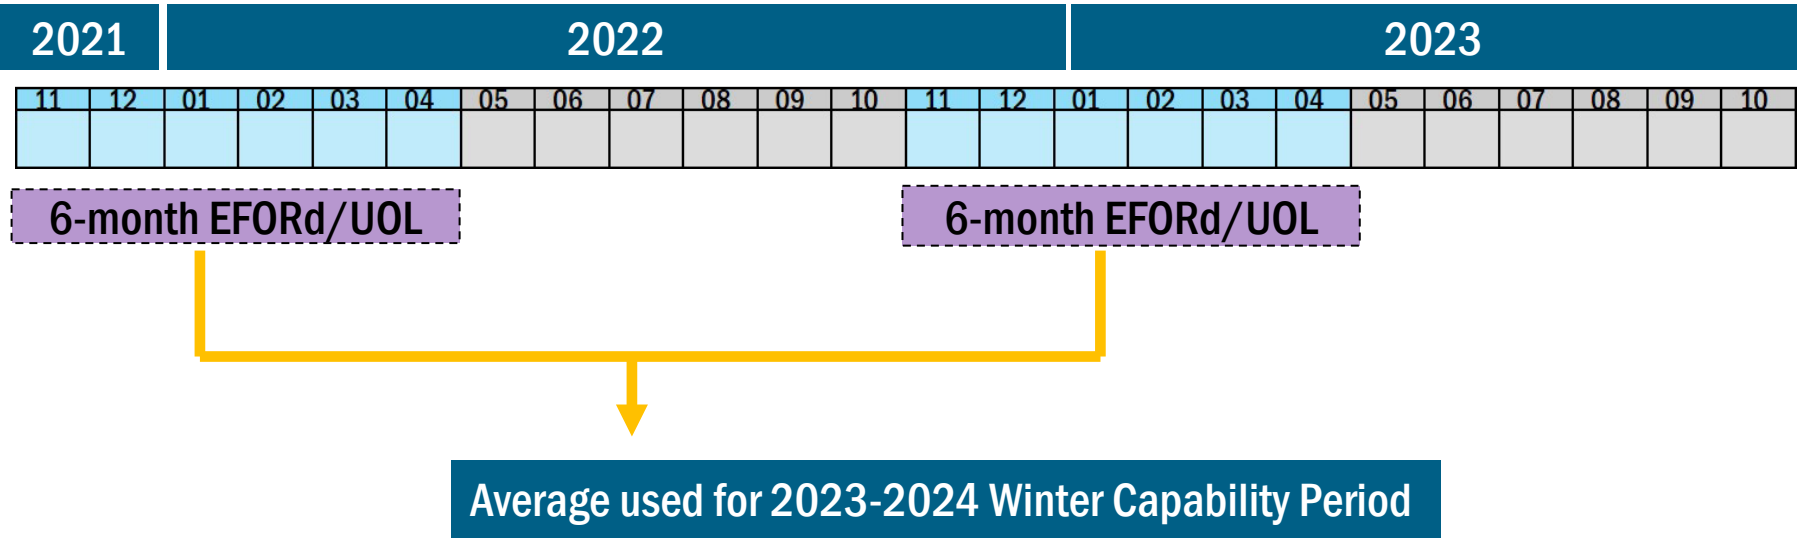 2021 2022 2023
11 12 01 02 03 04 05 06 07 08 09 10 11 12 01 02 03 04 05 06 07 08 09 10
6-month EFORd/UOL 6-month EFORd/UOL
Average used for 2023-2024 Winter Capability Period